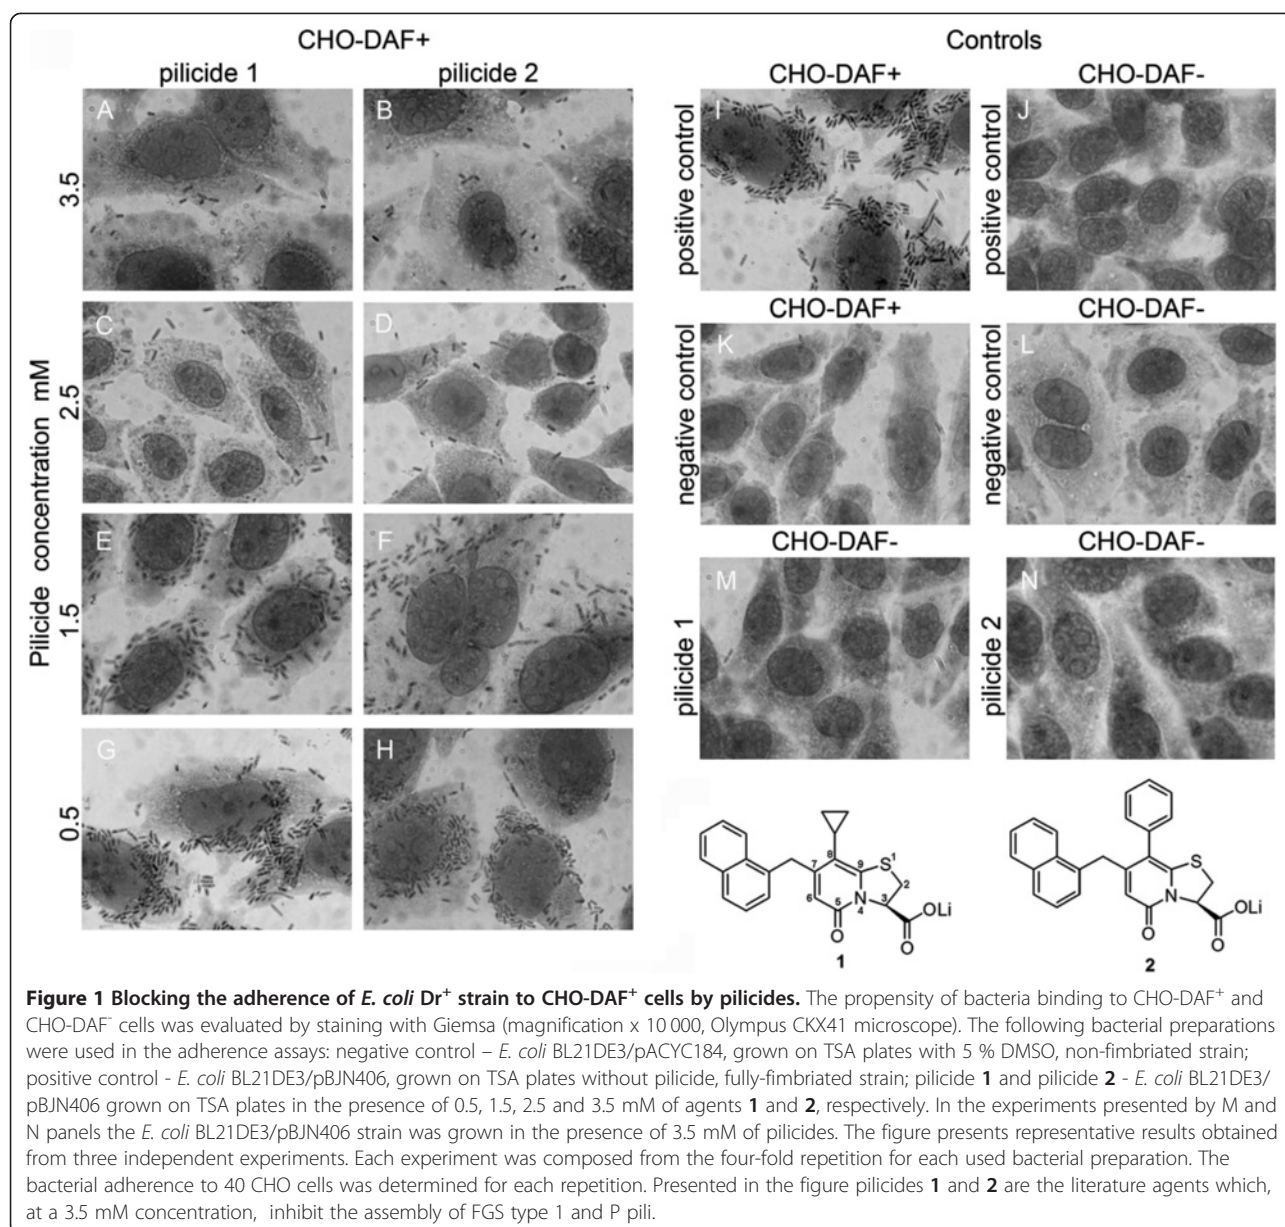 CHO-DAF+
pilicide 1
pilicide 2
Pilicide concentration mM
3.5
A
B
2.5
C
D
1.5
E
F
0.5
G
H
Controls
CHO-DAF+
CHO-DAF-
positive control
I
positive control
J
CHO-DAF+
CHO-DAF-
negative control
K
negative control
L
CHO-DAF-
CHO-DAF-
pilicide 1
M
pilicide 2
N
8
7
9
S1
2
6
5
N
4
3
O
OLi
O
1
S
N
O
OLi
O
2
Figure 1 Blocking the adherence of E. coli Dr+ strain to CHO-DAF+ cells by pilicides. The propensity of bacteria binding to CHO-DAF+ and
CHO-DAF- cells was evaluated by staining with Giemsa (magnification x 10 000, Olympus CKX41 microscope). The following bacterial preparations
were used in the adherence assays: negative control – E. coli BL21DE3/pACYC184, grown on TSA plates with 5 % DMSO, non-fimbriated strain;
positive control - E. coli BL21DE3/pBJN406, grown on TSA plates without pilicide, fully-fimbriated strain; pilicide 1 and pilicide 2 - E. coli BL21DE3/
pBJN406 grown on TSA plates in the presence of 0.5, 1.5, 2.5 and 3.5 mM of agents 1 and 2, respectively. In the experiments presented by M and
N panels the E. coli BL21DE3/pBJN406 strain was grown in the presence of 3.5 mM of pilicides. The figure presents representative results obtained
from three independent experiments. Each experiment was composed from the four-fold repetition for each used bacterial preparation. The
bacterial adherence to 40 CHO cells was determined for each repetition. Presented in the figure pilicides 1 and 2 are the literature agents which,
at a 3.5 mM concentration, inhibit the assembly of FGS type 1 and P pili.